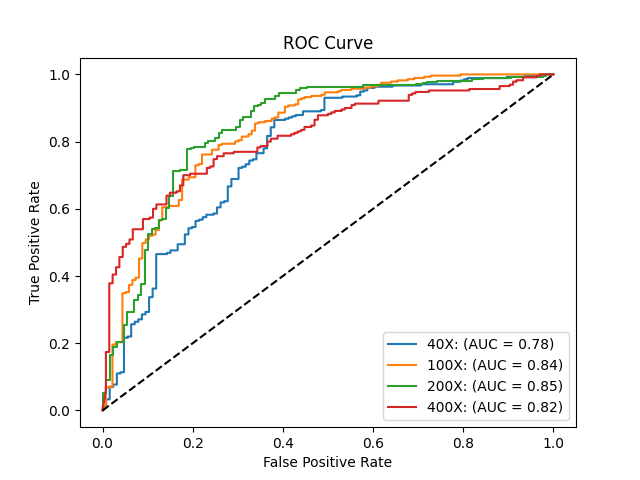 ROC Curve
True Positive Rate
1.0
0.8
0.6
0.4
0.2
0.0
40X: (AUC = 0.78)
100X: (AUC = 0.84)
200X: (AUC = 0.85)
400X: (AUC = 0.82)
0.0 0.2 0.4 0.6 0.8 1.0
False Positive Rate